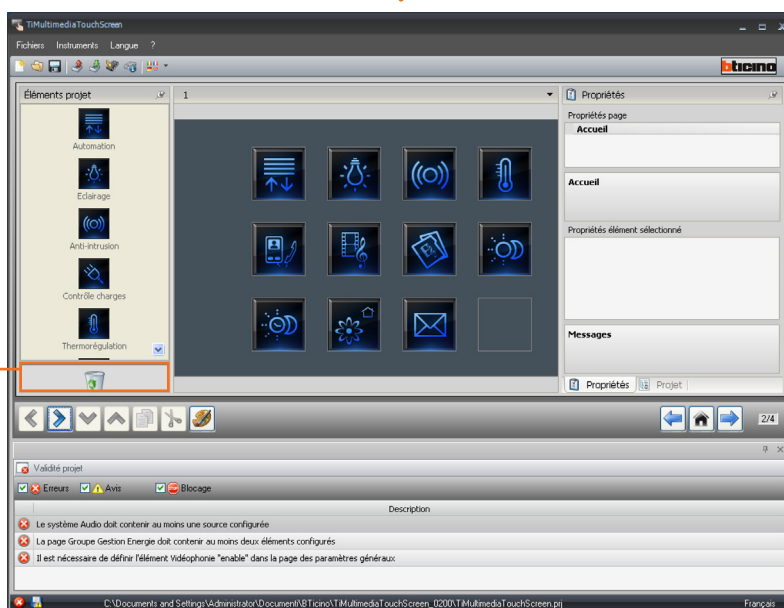 TiMultimediaTouchScreen
Fichiers Instruments Langue ?
bticino
Éléments projet
1
Propriétés
Automation
Eclairage
Anti-intrusion
Contrôle charges
Thermorégulation
Propriétés page
Accueil
Accueil
Propriétés élément sélectionné
Messages
Propriétés Projet
2/4
Validité projet
Erreurs Avis Blocage
Description
Le système Audio doit contenir au moins une source configurée
La page Groupe Gestion Energie doit contenir au moins deux éléments configurés
Il est nécessaire de définir l'élément Vidéophonie "enable" dans la page des paramètres généraux
C:\Documents and Settings\Administrator\Documenti\BTicino\TiMultimediaTouchScreen_0200\TiMultimediaTouchScreen.prj Français